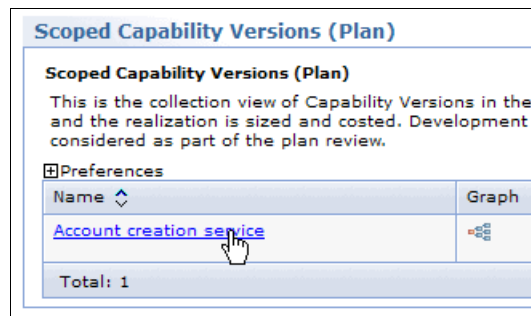 Scoped Capability Versions (Plan)
Scoped Capability Versions (Plan)
This is the collection view of Capability Versions in the
and the realization is sized and costed. Development
considered as part of the plan review.
Preferences
Name Graph
Account creation service
Total: 1